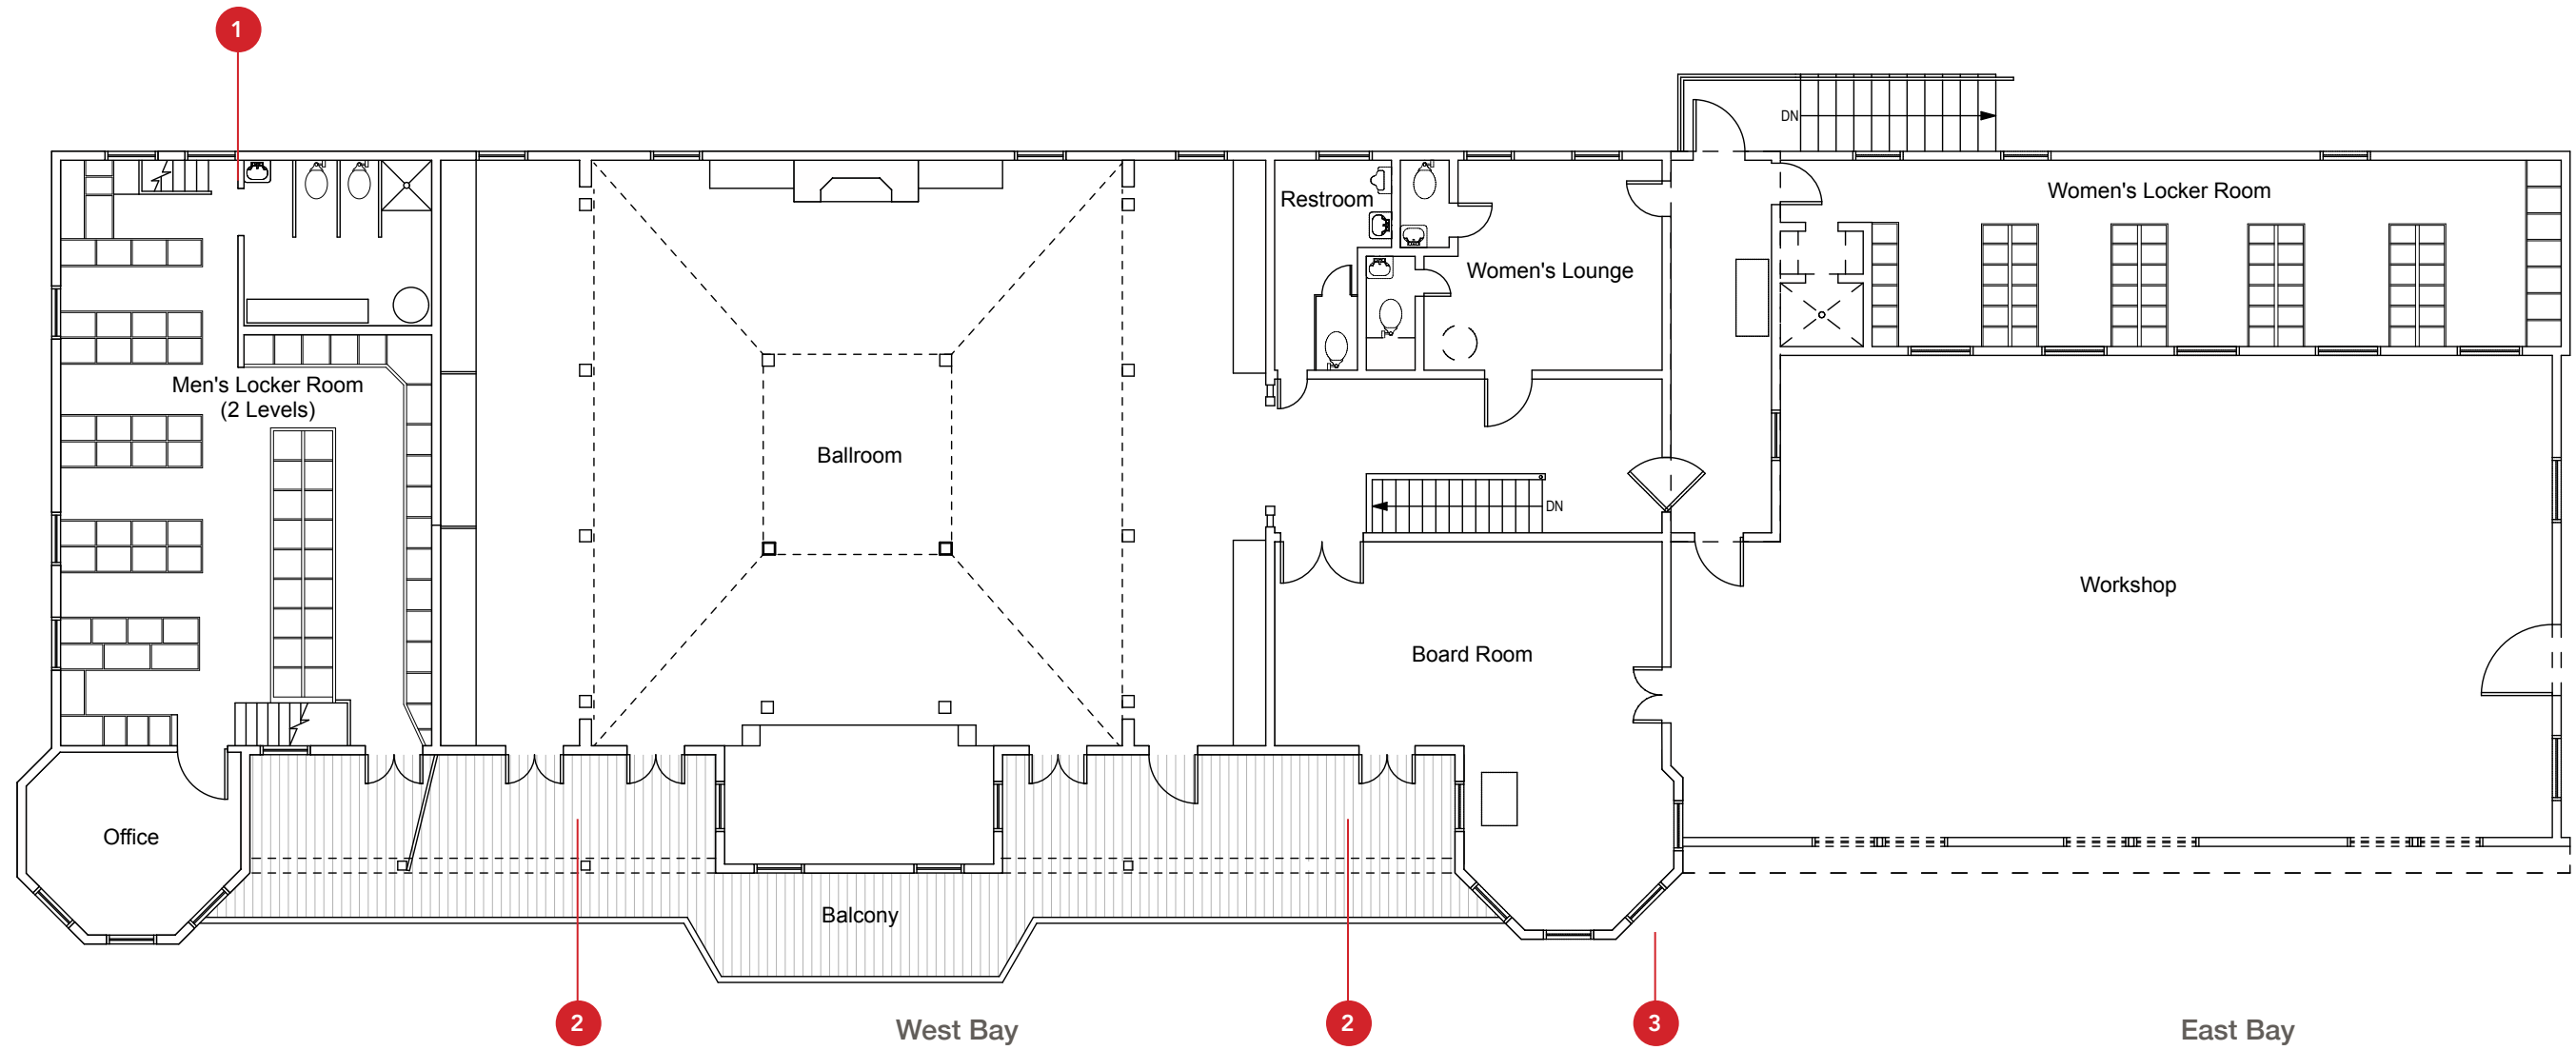 1
DN
Women's Locker Room
Restroom
Women's Lounge
Men's Locker Room
(2 Levels)
Ballroom
DN
Workshop
Board Room
Office
Balcony
2
2
3
West Bay
East Bay